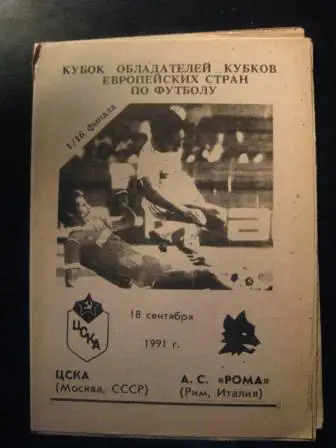 КУБОК ОБЛАДАТЕЛЕЙ КУБКОВ
ЕВРОПЕЙСКИХ СТРАН
ПО ФУТБОЛУ
1/16 финала
18 сентября
1991 г.
ЦСКА
ЦСКА
(Москва, СССР)
А. С. «РОМА»
(Рим, Италия)